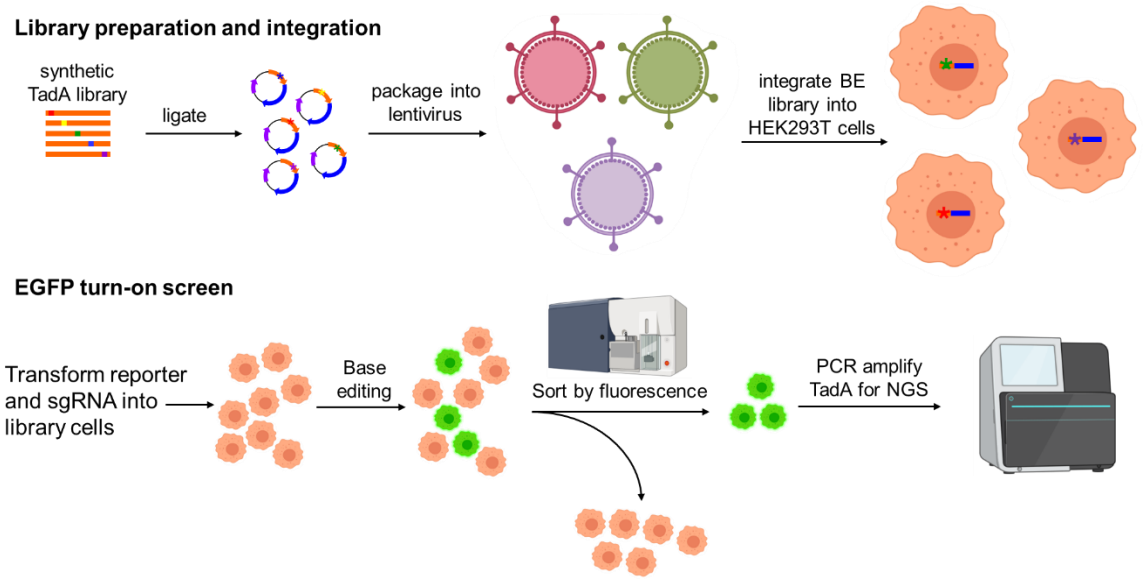 Library preparation and integration
synthetic
TadA library
ligate
package into
lentivirus
integrate BE
library into
HEK293T cells
EGFP turn-on screen
Transform reporter
and sgRNA into
library cells
Base
editing
Sort by fluorescence
PCR amplify
TadA for NGS